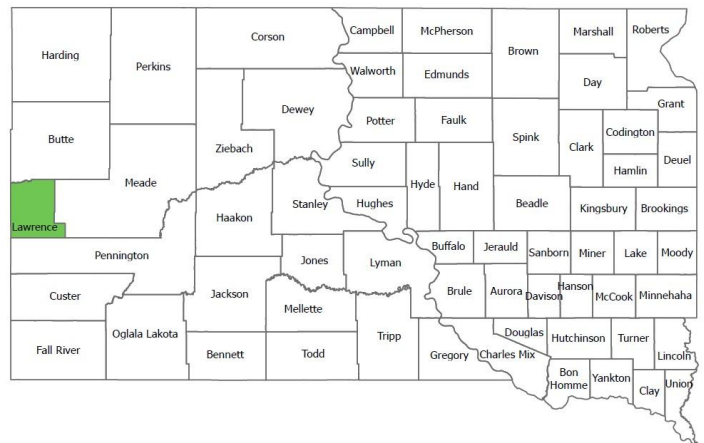 Harding
Perkins
Corson
Campbell
McPherson
Brown
Marshall
Roberts
Walworth
Edmunds
Day
Dewey
Grant
Butte
Ziebach
Potter
Faulk
Spink
Clark
Codington
Deuel
Meade
Sully
Hyde
Hand
Hamlin
Lawrence
Haakon
Stanley
Hughes
Beadle
Kingsbury
Brookings
Pennington
Jones
Lyman
Buffalo
Jerauld
Sanborn
Miner
Lake
Moody
Custer
Jackson
Mellette
Brule
Aurora
Davison
Hanson
McCook
Minnehaha
Fall River
Oglala Lakota
Bennett
Todd
Tripp
Gregory
Charles Mix
Douglas
Hutchinson
Turner
Lincoln
Bon
Homme
Yankton
Clay
Union